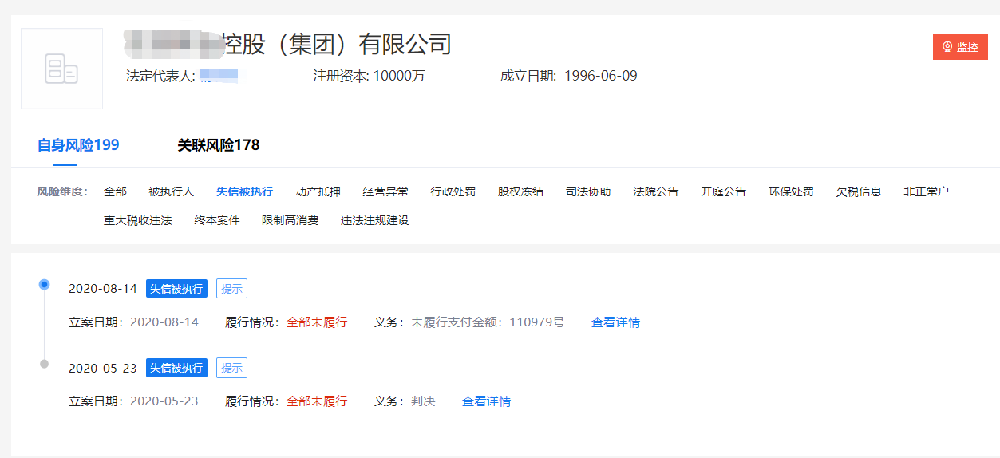 控股（集团）有限公司
监控
法定代表人: 注册资本: 10000万 成立日期: 1996-06-09
自身风险199 关联风险178
风险维度： 全部 被执行人 失信被执行 动产抵押 经营异常 行政处罚 股权冻结 司法协助 法院公告 开庭公告 环保处罚 欠税信息 非正常户
重大税收违法 终本案件 限制高消费 违法违规建设
2020-08-14 失信被执行 提示
立案日期：2020-08-14 履行情况：全部未履行 义务：未履行支付金额：110979号 查看详情
2020-05-23 失信被执行 提示
立案日期：2020-05-23 履行情况：全部未履行 义务：判决 查看详情